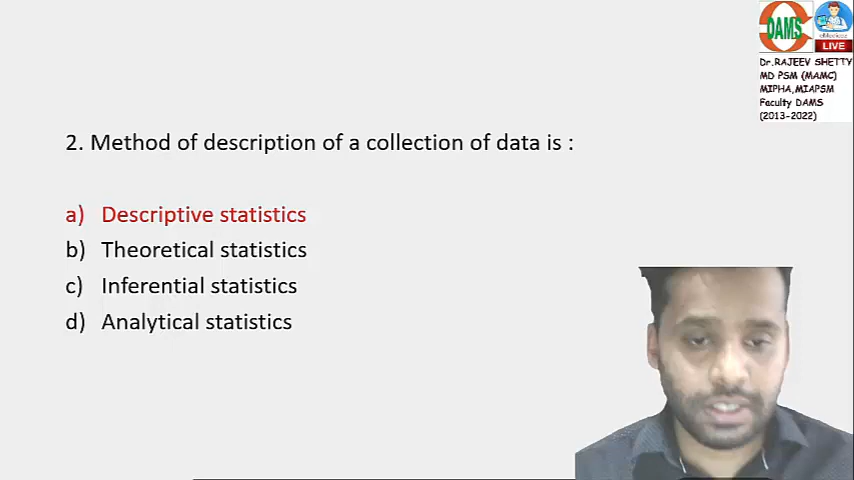 DAMS
eMedicoz
LIVE
Dr.RAJEEV SHETTY
MD PSM (MAMC)
MIPHA,MIAPSM
Faculty DAMS
(2013-2022)
2. Method of description of a collection of data is :
a) Descriptive statistics
b) Theoretical statistics
c) Inferential statistics
d) Analytical statistics